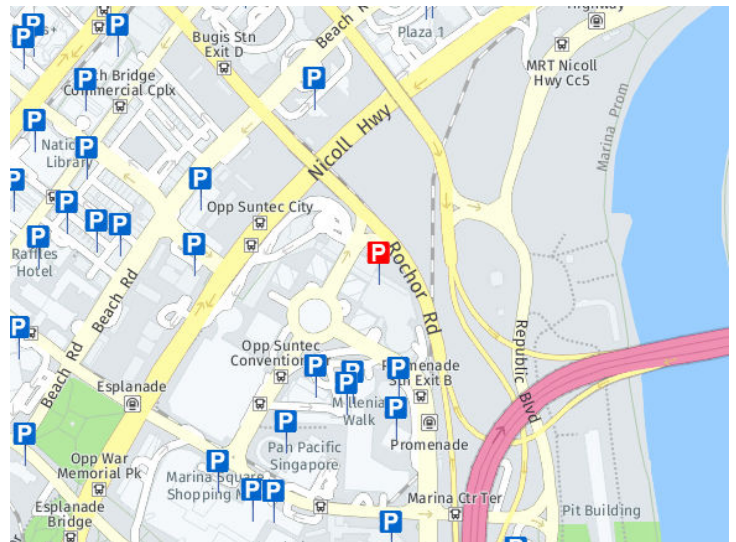 Highway
Plaza 1
Beach R
Bugis Stn
Exit D
MRT Nicoll
Hwy Cc5
th Bridge
Commercial Cplx
Nicoll Hwy
Marina Prom
Natio
Library
Opp Suntec City
Raffles
Hotel
Beach Rd
Rochor Rd
Opp Suntec
Convention
Republic Blvd
Beach Rd
Esplanade
Promenade
Stn Exit B
Millenia
Walk
Promenade
Pan Pacific
Singapore
Opp War
Memorial Pk
Marina Square
Shopping M
Marina Ctr Ter
Esplanade
Bridge
Pit Building
P